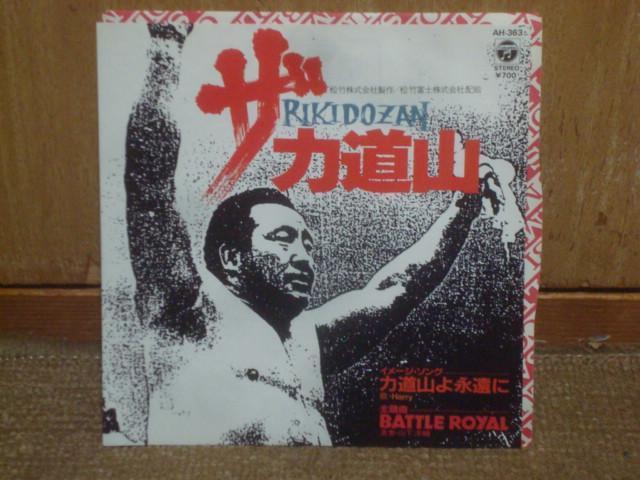 AH-363
STEREO
¥700
松竹株式会社製作/松竹富士株式会社配給
ザ
RIKIDOZAN
力道山
イメージ・ソング
力道山よ永遠に
歌・Harry
主題曲
BATTLE ROYAL